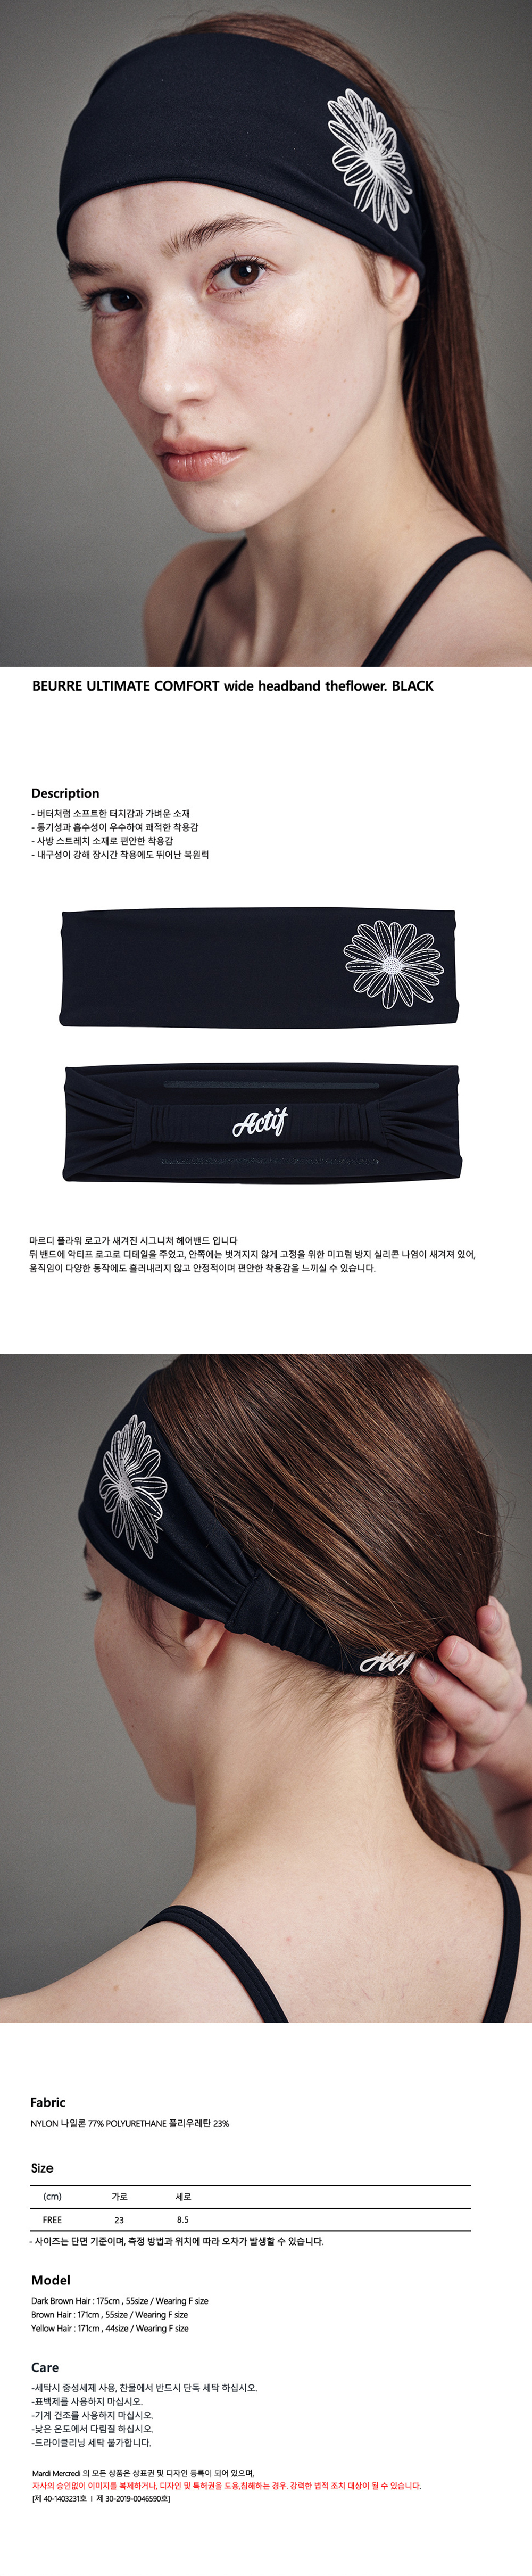 BEURRE ULTIMATE COMFORT wide headband theflower. BLACK
Description
- 버터처럼 소프트한 터치감과 가벼운 소재
- 통기성과 흡수성이 우수하여 쾌적한 착용감
- 사방 스트레치 소재로 편안한 착용감
- 내구성이 강해 장시간 착용에도 뛰어난 복원력
Actif
마르디 플라워 로고가 새겨진 시그니처 헤어밴드 입니다
뒤 밴드에 악티프 로고로 디테일을 주었고, 안쪽에는 벗겨지지 않게 고정을 위한 미끄럼 방지 실리콘 나염이 새겨져 있어,
움직임이 다양한 동작에도 흘러내리지 않고 안정적이며 편안한 착용감을 느끼실 수 있습니다.
Fabric
NYLON 나일론 77% POLYURETHANE 폴리우레탄 23%
Size
(cm) 가로 세로
FREE 23 8.5
- 사이즈는 단면 기준이며, 측정 방법과 위치에 따라 오차가 발생할 수 있습니다.
Model
Dark Brown Hair : 175cm , 55size / Wearing F size
Brown Hair : 171cm , 55size / Wearing F size
Yellow Hair : 171cm , 44size / Wearing F size
Care
-세탁시 중성세제 사용, 찬물에서 반드시 단독 세탁 하십시오.
-표백제를 사용하지 마십시오.
-기계 건조를 사용하지 마십시오.
-낮은 온도에서 다림질 하십시오.
-드라이클리닝 세탁 불가합니다.
Mardi Mercredi 의 모든 상품은 상표권 및 디자인 등록이 되어 있으며,
자사의 승인없이 이미지를 복제하거나, 디자인 및 특허권을 도용,침해하는 경우. 강력한 법적 조치 대상이 될 수 있습니다.
[제 40-1403231호 I 제 30-2019-0046590호]